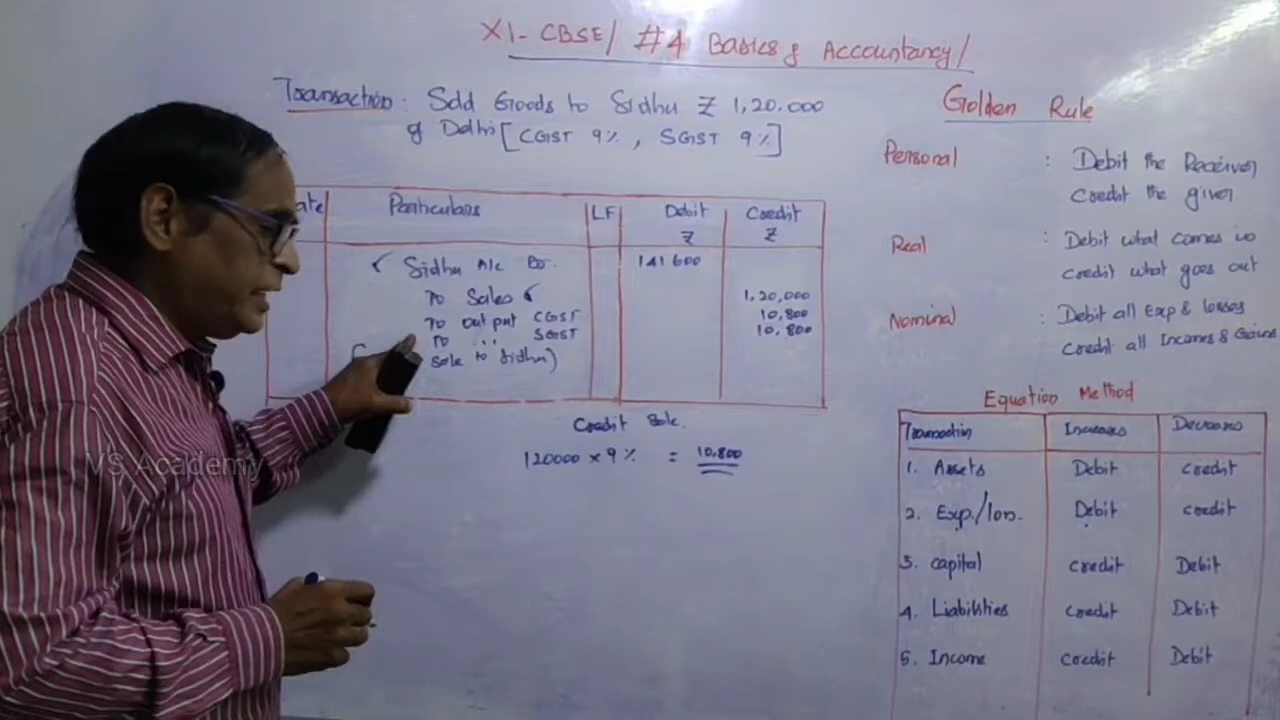 XI- CBSE/ #4 Basics of Accountancy/
Transaction: Sold Goods to Sidhu ₹ 1,20,000
of Delhi [CGST 9%, SGST 9%]
ate Particulars LF Debit ₹ Credit ₹
Sidhu A/c Dr. 141600
To Sales 1,20,000
To output CGST 10,800
To ,, SGST 10,800
Sale to Sidhu)
Credit Sale.
120000 × 9% = 10,800
Golden Rule
Personal : Debit the Receiver
Credit the giver
Real : Debit what comes in
Credit what goes out
Nominal : Debit all Exp & losses
Credit all Incomes & Gains
Equation Method
Transaction Increases Decreases
1. Assets Debit Credit
2. Exp./loss. Debit Credit
3. Capital Credit Debit
4. Liabilities Credit Debit
5. Income Credit Debit
VS Academy